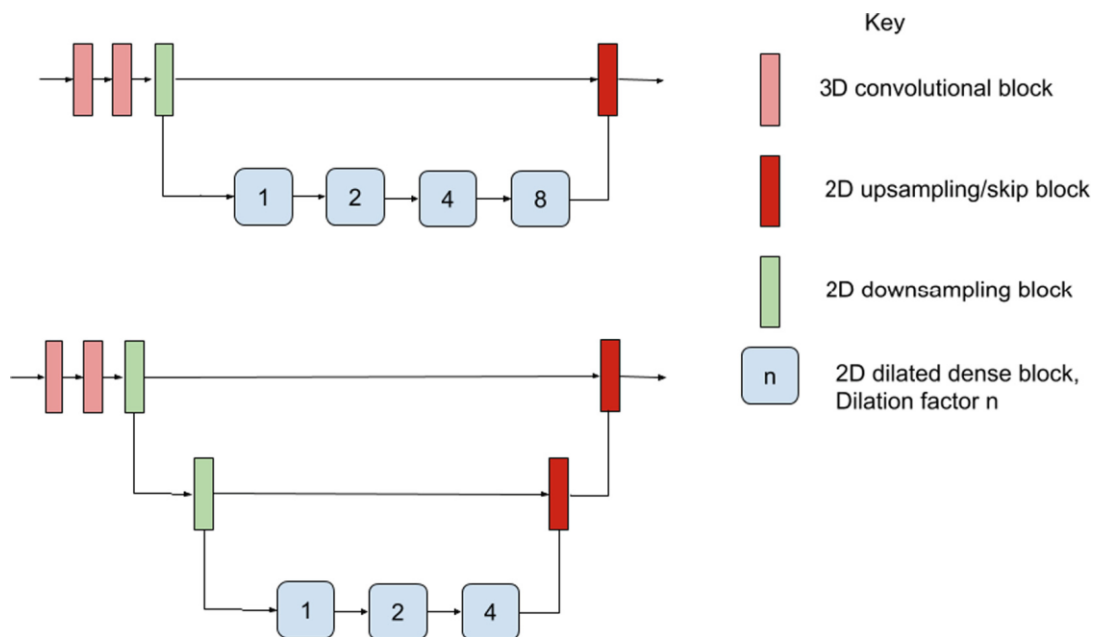 Key
3D convolutional block
2D upsampling/skip block
2D downsampling block
n
2D dilated dense block,
Dilation factor n
1 2 4 8
1 2 4